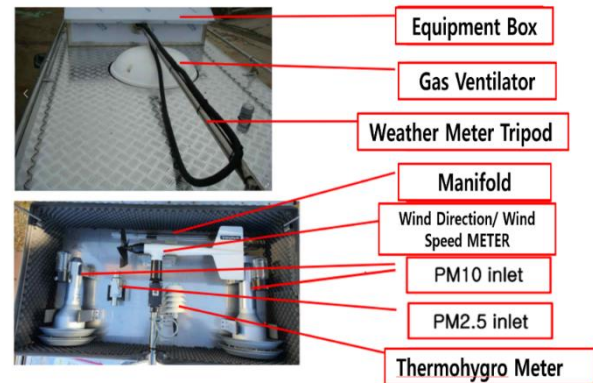 Equipment Box
Gas Ventilator
Weather Meter Tripod
Manifold
Wind Direction/ Wind
Speed METER
PM10 inlet
PM2.5 inlet
Thermohygro Meter